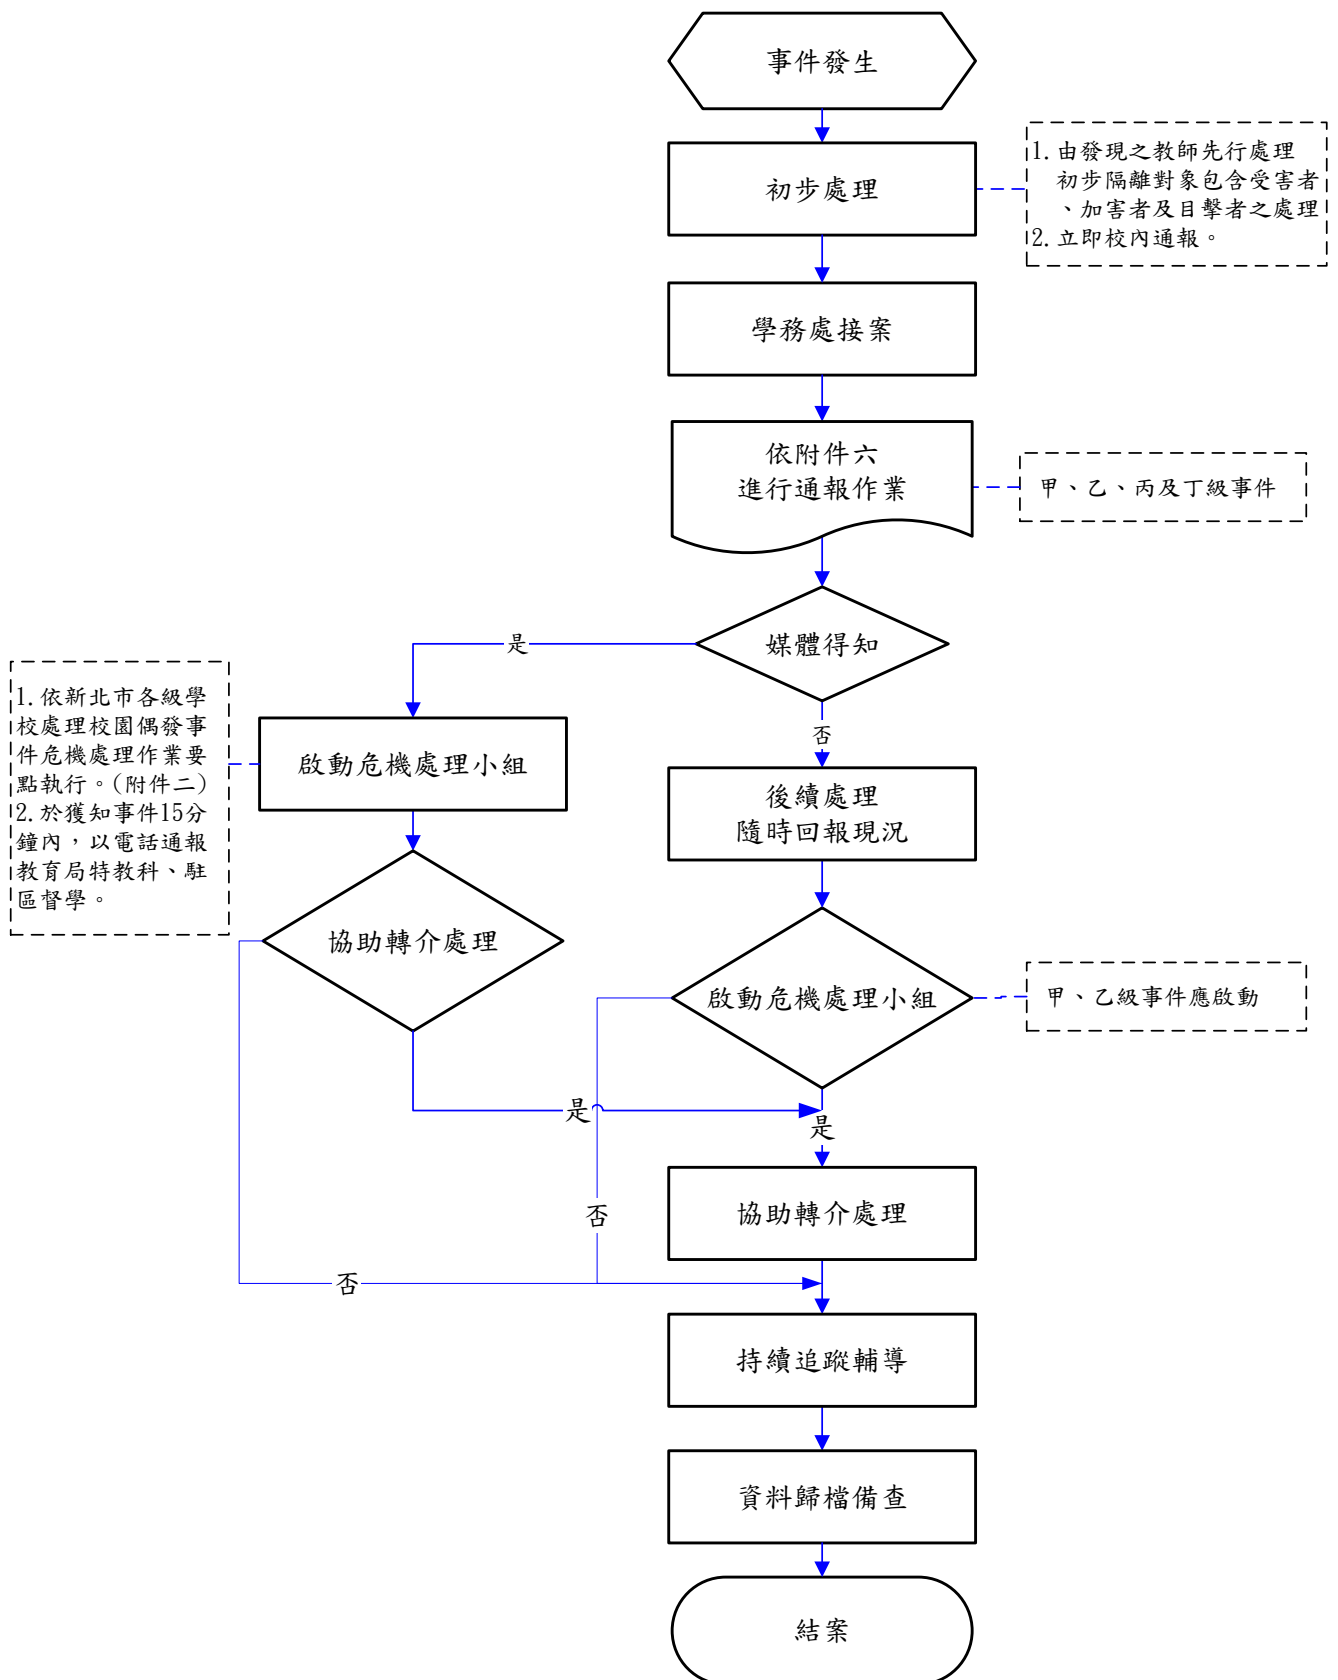 事件發生
初步處理
1.由發現之教師先行處理
初步隔離對象包含受害者
、加害者及目擊者之處理
2.立即校內通報。
學務處接案
依附件六
進行通報作業
甲、乙、丙及丁級事件
媒體得知
是
否
1.依新北市各級學
校處理校園偶發事
件危機處理作業要
點執行。(附件二)
2.於獲知事件15分
鐘內，以電話通報
教育局特教科、駐
區督學。
啟動危機處理小組
後續處理
隨時回報現況
協助轉介處理
啟動危機處理小組
甲、乙級事件應啟動
是
是
協助轉介處理
否
否
持續追蹤輔導
資料歸檔備查
結案